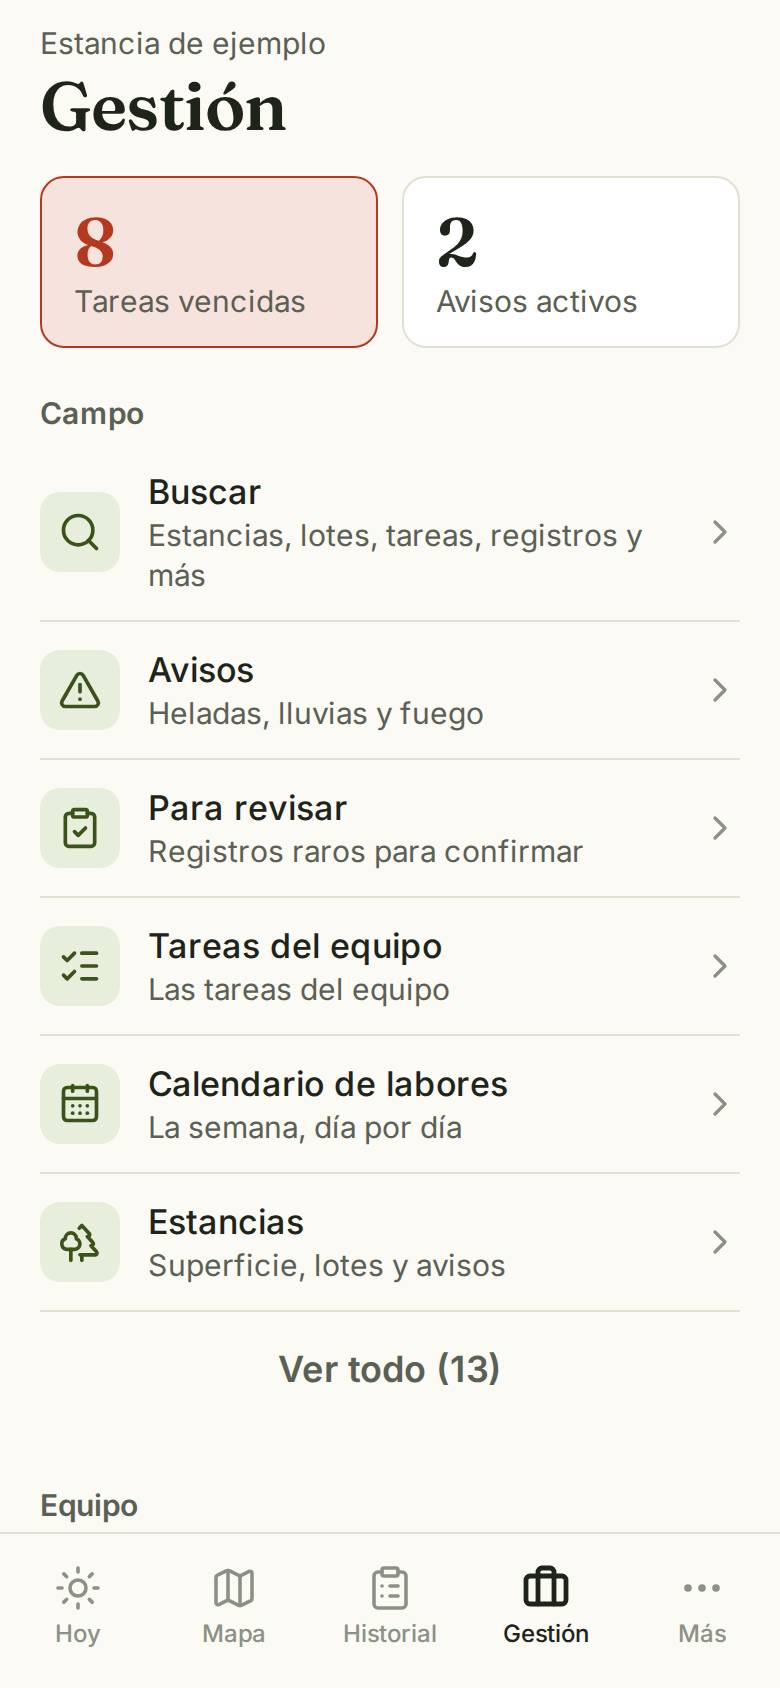 Estancia de ejemplo
Gestión
8
Tareas vencidas
2
Avisos activos
Campo
Buscar
Estancias, lotes, tareas, registros y
más
Avisos
Heladas, lluvias y fuego
Para revisar
Registros raros para confirmar
Tareas del equipo
Las tareas del equipo
Calendario de labores
La semana, día por día
Estancias
Superficie, lotes y avisos
Ver todo (13)
Equipo
Hoy
Mapa
Historial
Gestión
Más